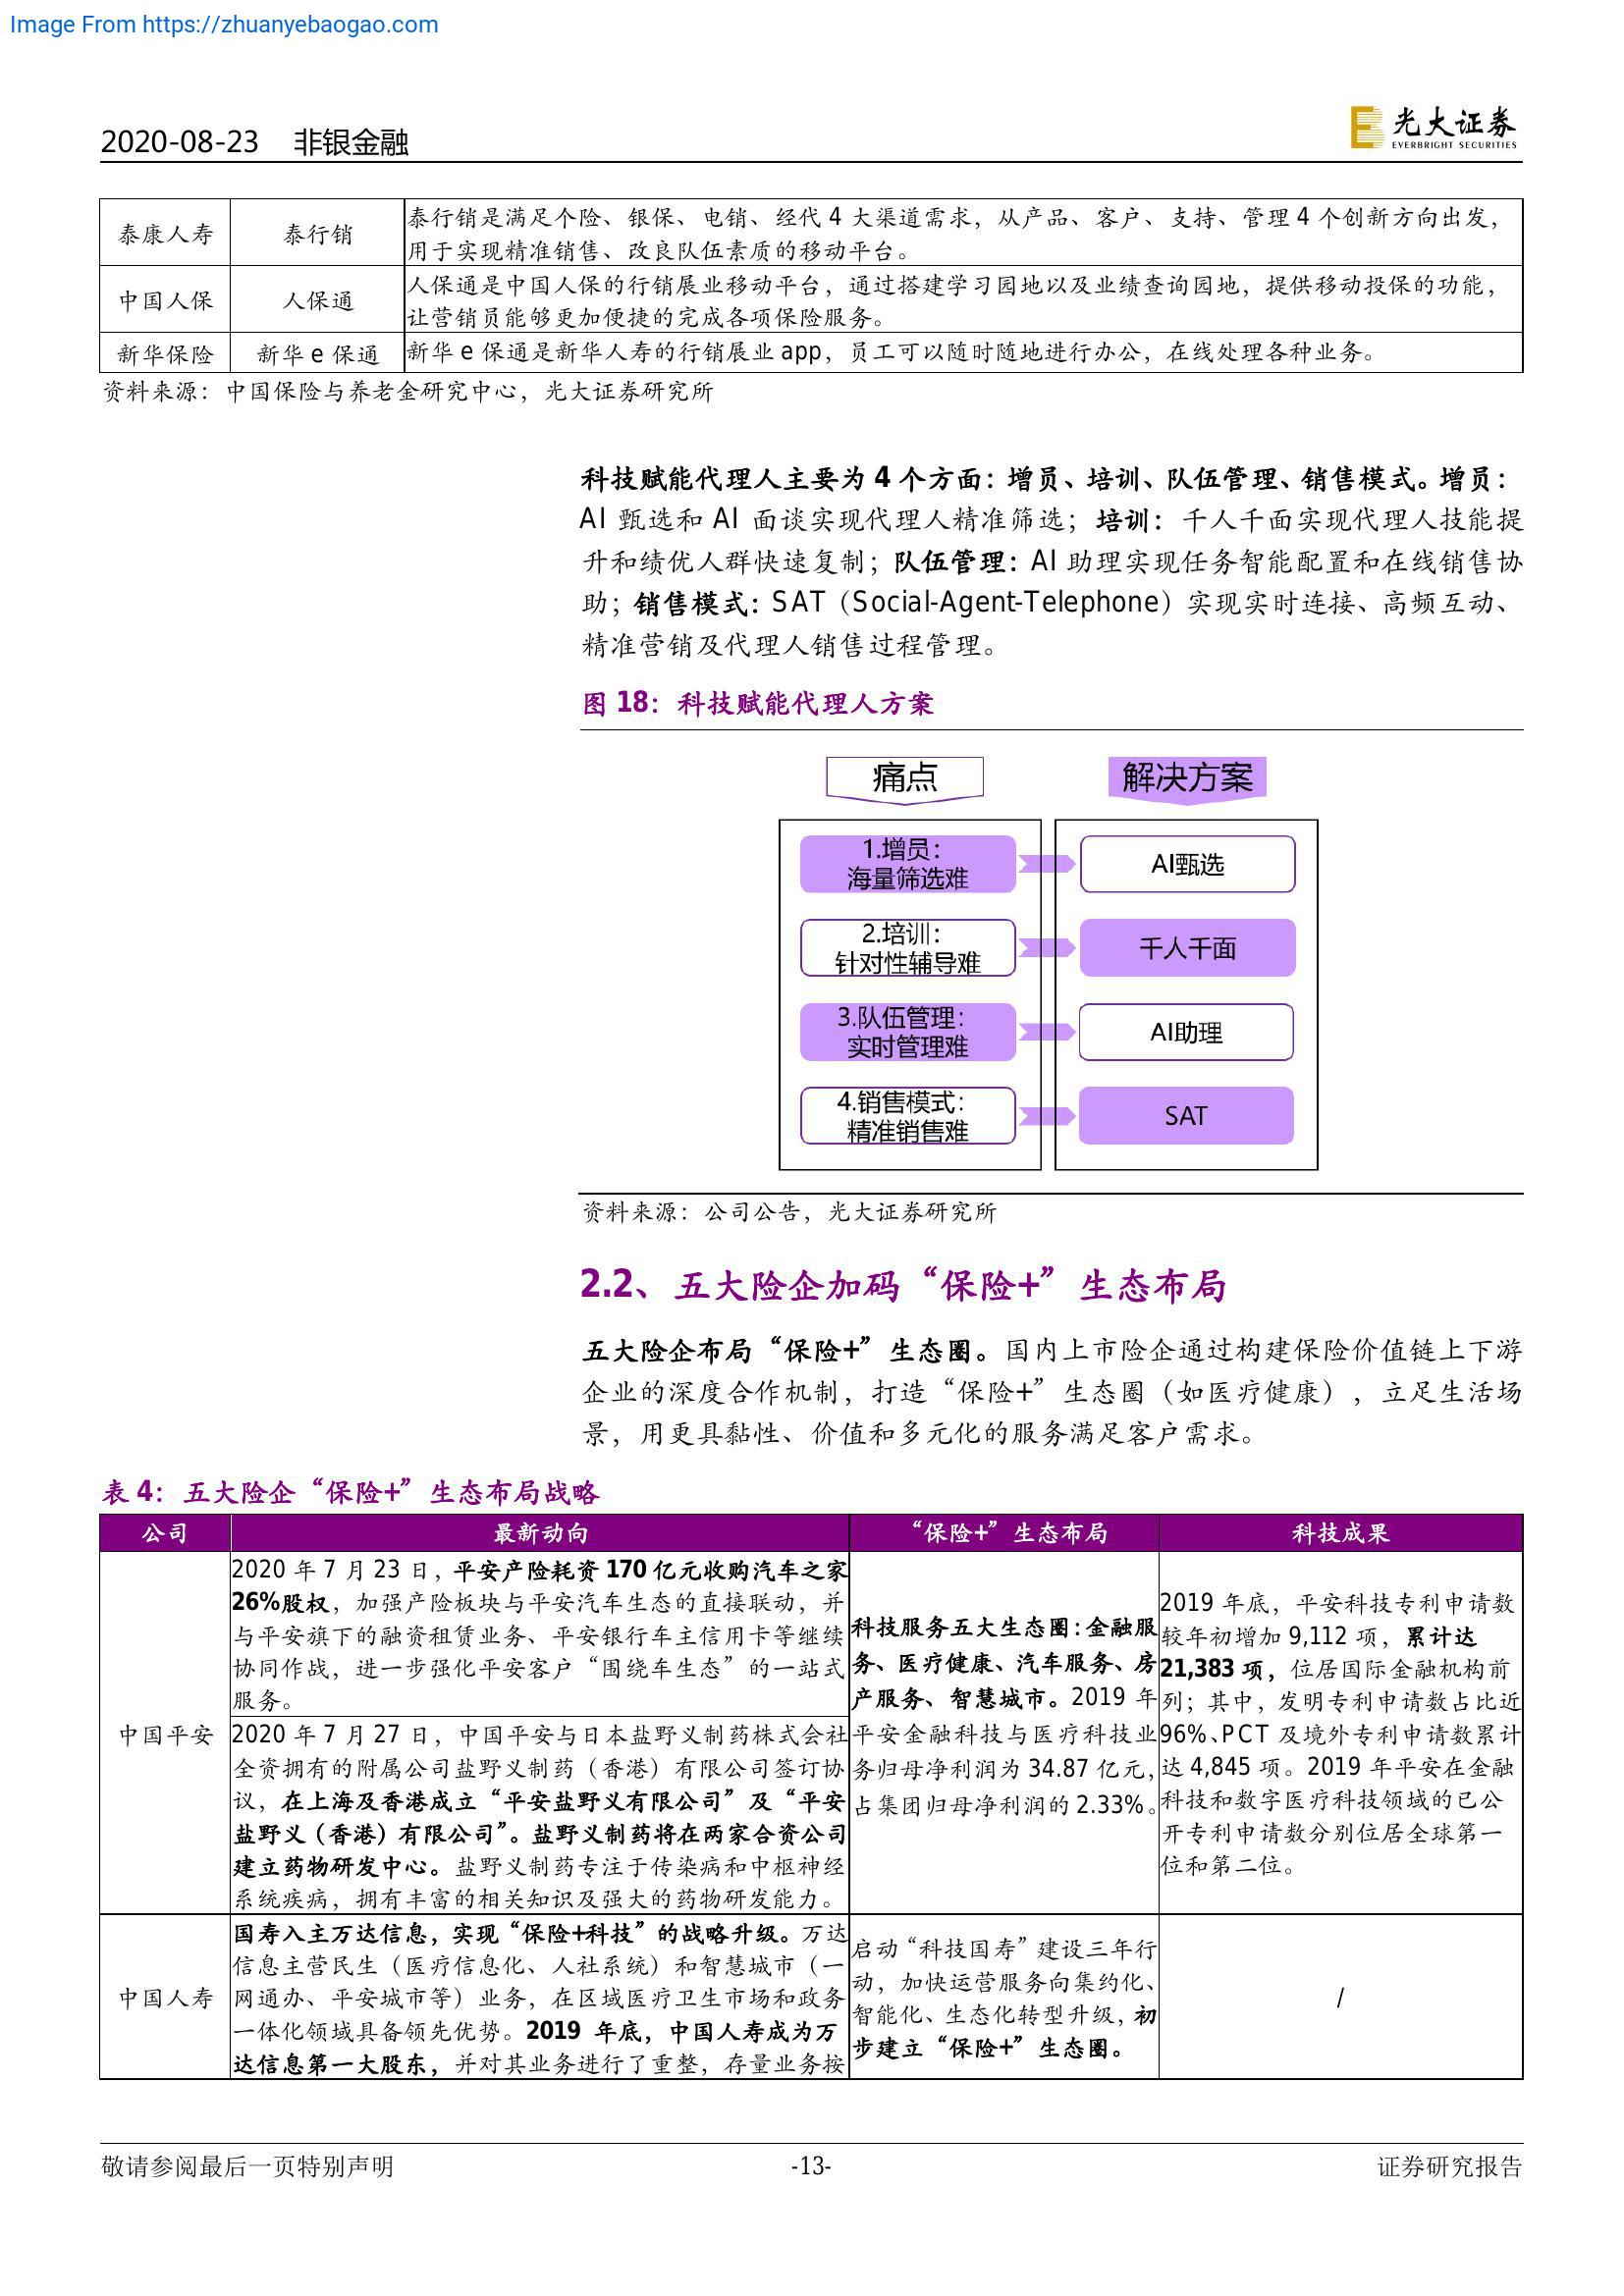 Image From https://zhuanyebaogao.com
2020-08-23 非银金融
光大证券
EVERBRIGHT SECURITIES
泰康人寿 泰行销 泰行销是满足个险、银保、电销、经代 4 大渠道需求，从产品、客户、支持、管理 4 个创新方向出发，
用于实现精准销售、改良队伍素质的移动平台。
中国人保 人保通 人保通是中国人保的行销展业移动平台，通过搭建学习园地以及业绩查询园地，提供移动投保的功能，
让营销员能够更加便捷的完成各项保险服务。
新华保险 新华 e 保通 新华 e 保通是新华人寿的行销展业 app，员工可以随时随地进行办公，在线处理各种业务。
资料来源：中国保险与养老金研究中心，光大证券研究所
科技赋能代理人主要为 4 个方面：增员、培训、队伍管理、销售模式。增员：
AI 甄选和 AI 面谈实现代理人精准筛选；培训：千人千面实现代理人技能提
升和绩优人群快速复制；队伍管理：AI 助理实现任务智能配置和在线销售协
助；销售模式：SAT（Social-Agent-Telephone）实现实时连接、高频互动、
精准营销及代理人销售过程管理。
图 18：科技赋能代理人方案
痛点 解决方案
1.增员：
海量筛选难
AI甄选
2.培训：
针对性辅导难
千人千面
3.队伍管理：
实时管理难
AI助理
4.销售模式：
精准销售难
SAT
资料来源：公司公告，光大证券研究所
2.2、五大险企加码“保险+”生态布局
五大险企布局“保险+”生态圈。国内上市险企通过构建保险价值链上下游
企业的深度合作机制，打造“保险+”生态圈（如医疗健康），立足生活场
景，用更具黏性、价值和多元化的服务满足客户需求。
表 4：五大险企“保险+”生态布局战略
公司 最新动向 “保险+”生态布局 科技成果
中国平安
2020 年 7 月 23 日，平安产险耗资 170 亿元收购汽车之家
26%股权，加强产险板块与平安汽车生态的直接联动，并
与平安旗下的融资租赁业务、平安银行车主信用卡等继续
协同作战，进一步强化平安客户“围绕车生态”的一站式
服务。
2020 年 7 月 27 日，中国平安与日本盐野义制药株式会社
全资拥有的附属公司盐野义制药（香港）有限公司签订协
议，在上海及香港成立“平安盐野义有限公司”及“平安
盐野义（香港）有限公司”。盐野义制药将在两家合资公司
建立药物研发中心。盐野义制药专注于传染病和中枢神经
系统疾病，拥有丰富的相关知识及强大的药物研发能力。
科技服务五大生态圈：金融服
务、医疗健康、汽车服务、房
产服务、智慧城市。2019 年
平安金融科技与医疗科技业
务归母净利润为 34.87 亿元，
占集团归母净利润的 2.33%。
2019 年底，平安科技专利申请数
较年初增加 9,112 项，累计达
21,383 项，位居国际金融机构前
列；其中，发明专利申请数占比近
96%、PCT 及境外专利申请数累计
达 4,845 项。2019 年平安在金融
科技和数字医疗科技领域的已公
开专利申请数分别位居全球第一
位和第二位。
中国人寿
国寿入主万达信息，实现“保险+科技”的战略升级。万达
信息主营民生（医疗信息化、人社系统）和智慧城市（一
网通办、平安城市等）业务，在区域医疗卫生市场和政务
一体化领域具备领先优势。2019 年底，中国人寿成为万
达信息第一大股东，并对其业务进行了重整，存量业务按
启动“科技国寿”建设三年行
动，加快运营服务向集约化、
智能化、生态化转型升级，初
步建立“保险+”生态圈。
/
敬请参阅最后一页特别声明 -13- 证券研究报告